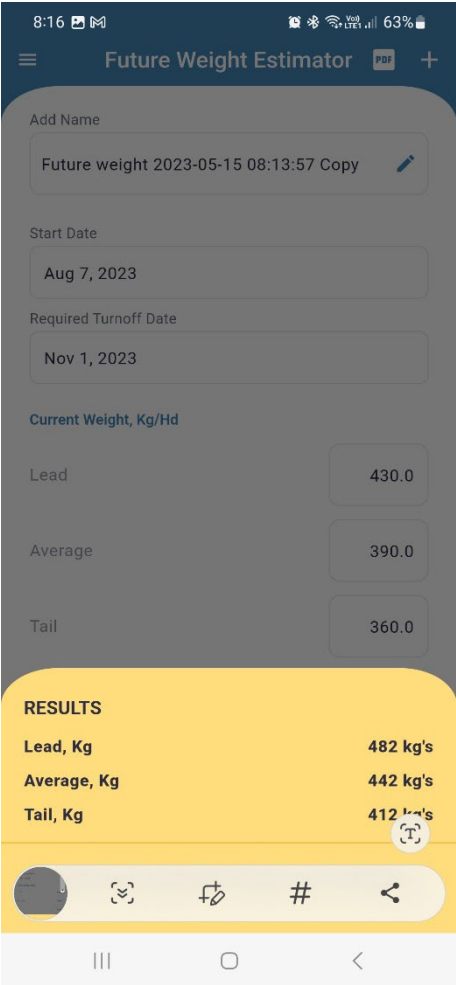 8:16 63%
Future Weight Estimator PDF
Add Name
Future weight 2023-05-15 08:13:57 Copy
Start Date
Aug 7, 2023
Required Turnoff Date
Nov 1, 2023
Current Weight, Kg/Hd
Lead 430.0
Average 390.0
Tail 360.0
RESULTS
Lead, Kg 482 kg's
Average, Kg 442 kg's
Tail, Kg 412 kg's